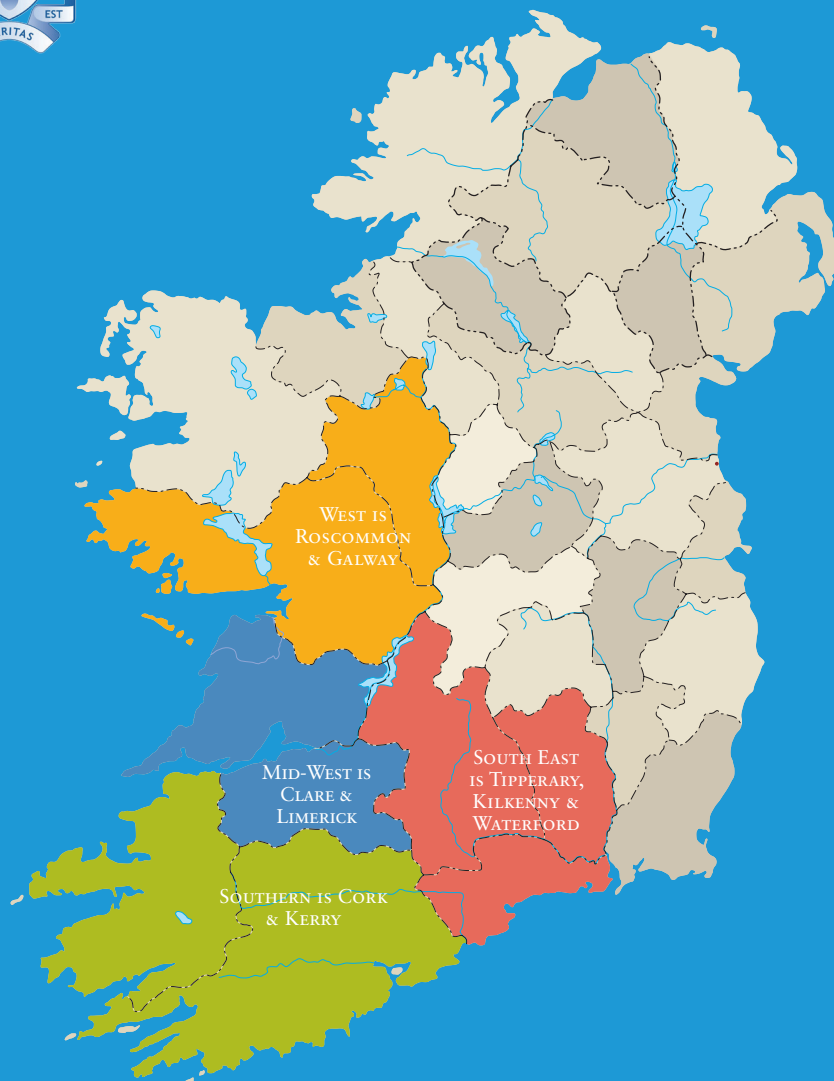 EST
RITAS
West is
Roscommon
& Galway
Mid-West is
Clare &
Limerick
South East
is Tipperary,
Kilkenny &
Waterford
Southern is Cork
& Kerry